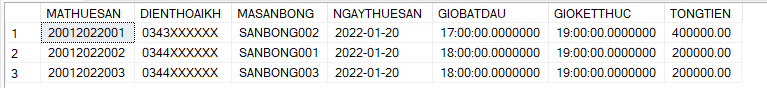 MATHUESAN DIENTHOAIKH MASANBONG NGAYTHUESAN GIOBATDAU GIOKETTHUC TONGTIEN
1 20012022001 0343XXXXXX SANBONG002 2022-01-20 17:00:00.0000000 19:00:00.0000000 400000.00
2 20012022002 0344XXXXXX SANBONG001 2022-01-20 18:00:00.0000000 19:00:00.0000000 200000.00
3 20012022003 0344XXXXXX SANBONG003 2022-01-20 18:00:00.0000000 19:00:00.0000000 200000.00